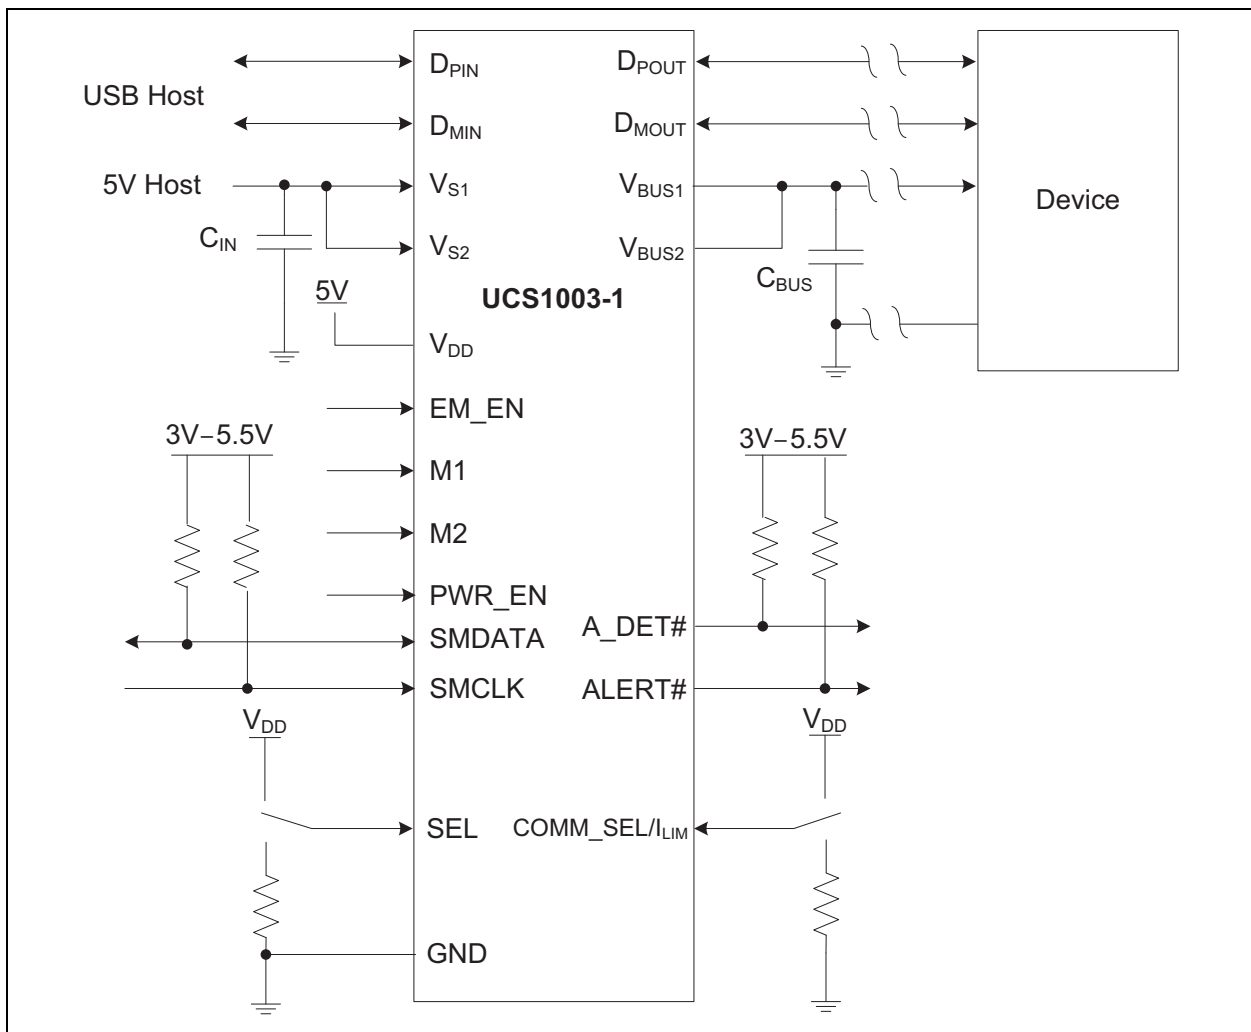 USB Host
5V Host
C_IN
5V
3V–5.5V
V_DD
D_PIN
D_MIN
V_S1
V_S2
V_DD
EM_EN
M1
M2
PWR_EN
SMDATA
SMCLK
SEL
GND
UCS1003-1
D_POUT
D_MOUT
V_BUS1
V_BUS2
A_DET#
ALERT#
COMM_SEL/I_LIM
C_BUS
Device
3V–5.5V
V_DD